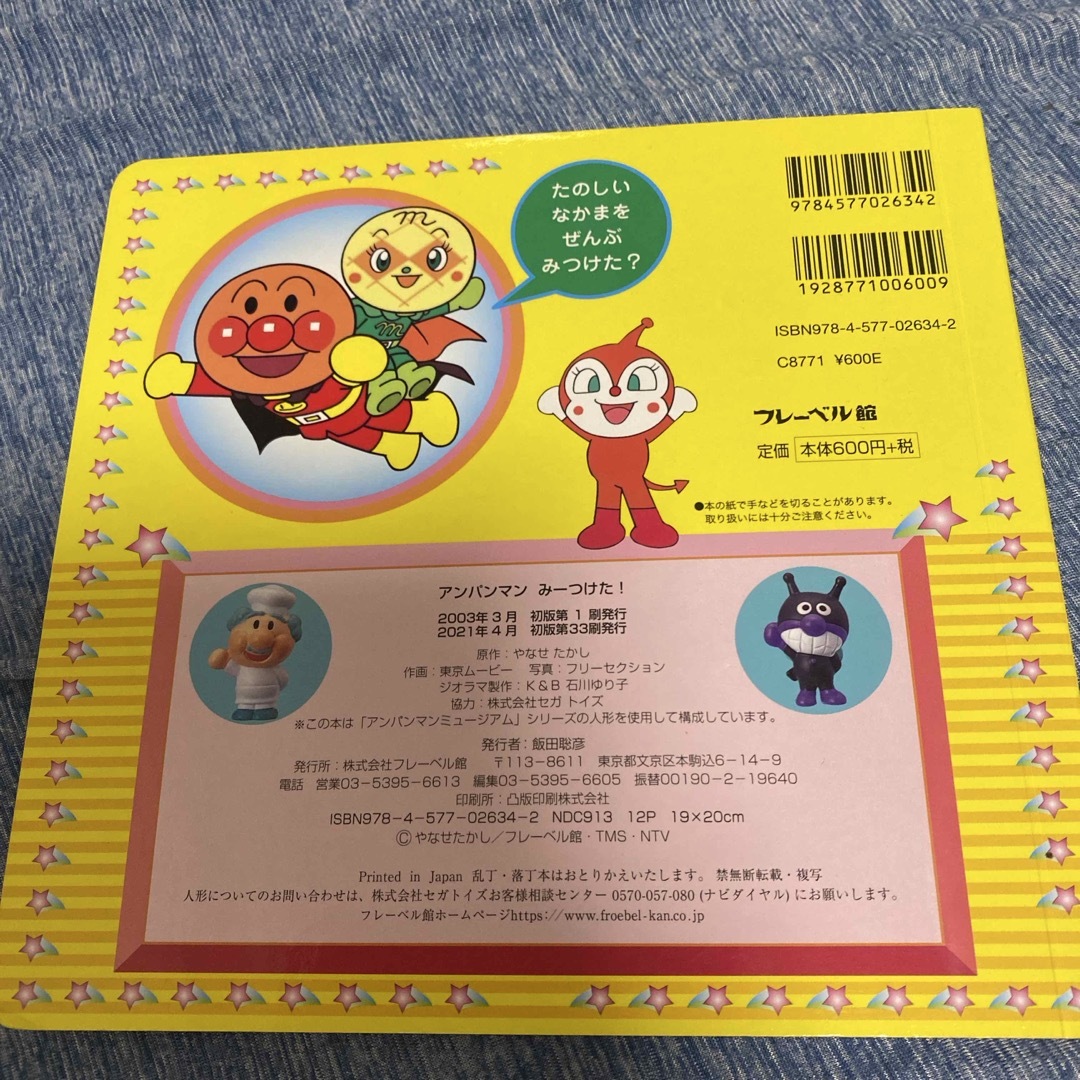 たのしい
なかまを
ぜんぶ
みつけた?
m
m
9784577026342
1928771006009
ISBN978-4-577-02634-2
C8771 ¥600E
フレーベル館
定価 本体600円+税
●本の紙で手などを切ることがあります。
取り扱いには十分ご注意ください。
アンパンマン みーつけた!
2003年3月 初版第1刷発行
2021年4月 初版第33刷発行
原作:やなせ たかし
作画:東京ムービー 写真:フリーセクション
ジオラマ製作:K&B 石川ゆり子
協力:株式会社セガ トイズ
※この本は「アンパンマンミュージアム」シリーズの人形を使用して構成しています。
発行者:飯田聡彦
発行所:株式会社フレーベル館 〒113-8611 東京都文京区本駒込6-14-9
電話 営業03-5395-6613 編集03-5395-6605 振替00190-2-19640
印刷所:凸版印刷株式会社
ISBN978-4-577-02634-2 NDC913 12P 19×20cm
©やなせたかし/フレーベル館・TMS・NTV
Printed in Japan 乱丁・落丁本はおとりかえいたします。 禁無断転載・複写
人形についてのお問い合わせは、株式会社セガトイズお客様相談センター 0570-057-080 (ナビダイヤル) にお願いします。
フレーベル館ホームページhttps://www.froebel-kan.co.jp